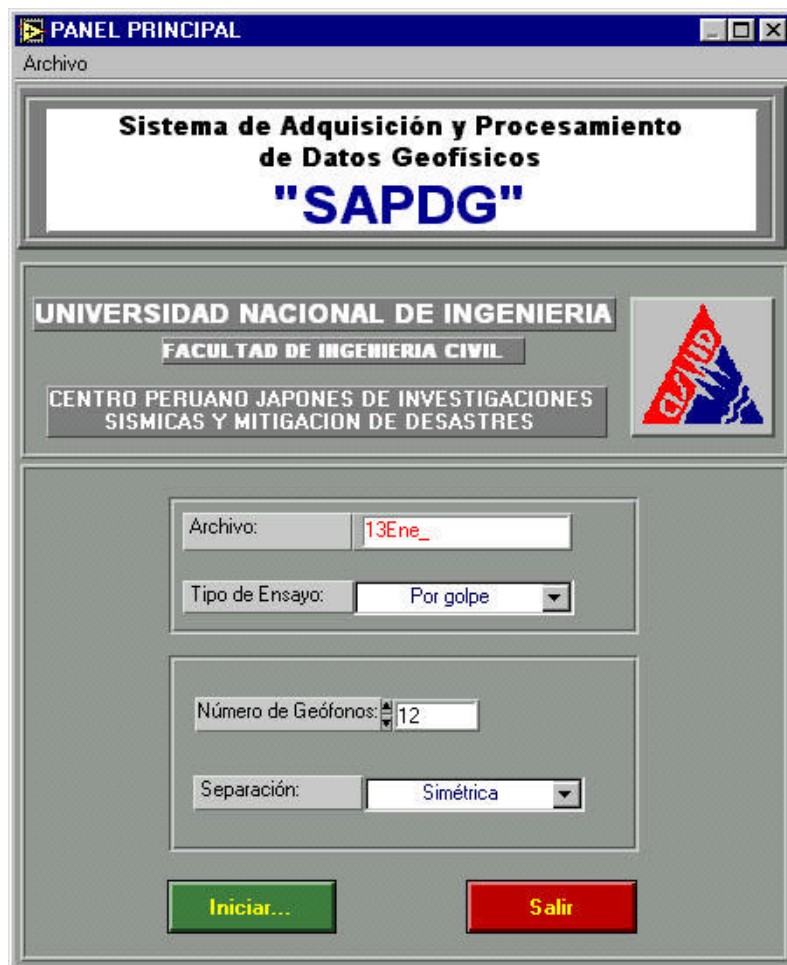 PANEL PRINCIPAL
Archivo
Sistema de Adquisición y Procesamiento
de Datos Geofísicos
"SAPDG"
UNIVERSIDAD NACIONAL DE INGENIERIA
FACULTAD DE INGENIERIA CIVIL
CENTRO PERUANO JAPONES DE INVESTIGACIONES
SISMICAS Y MITIGACION DE DESASTRES
CISMID
Archivo: 13Ene_
Tipo de Ensayo: Por golpe
Número de Geófonos: 12
Separación: Simétrica
Iniciar... Salir